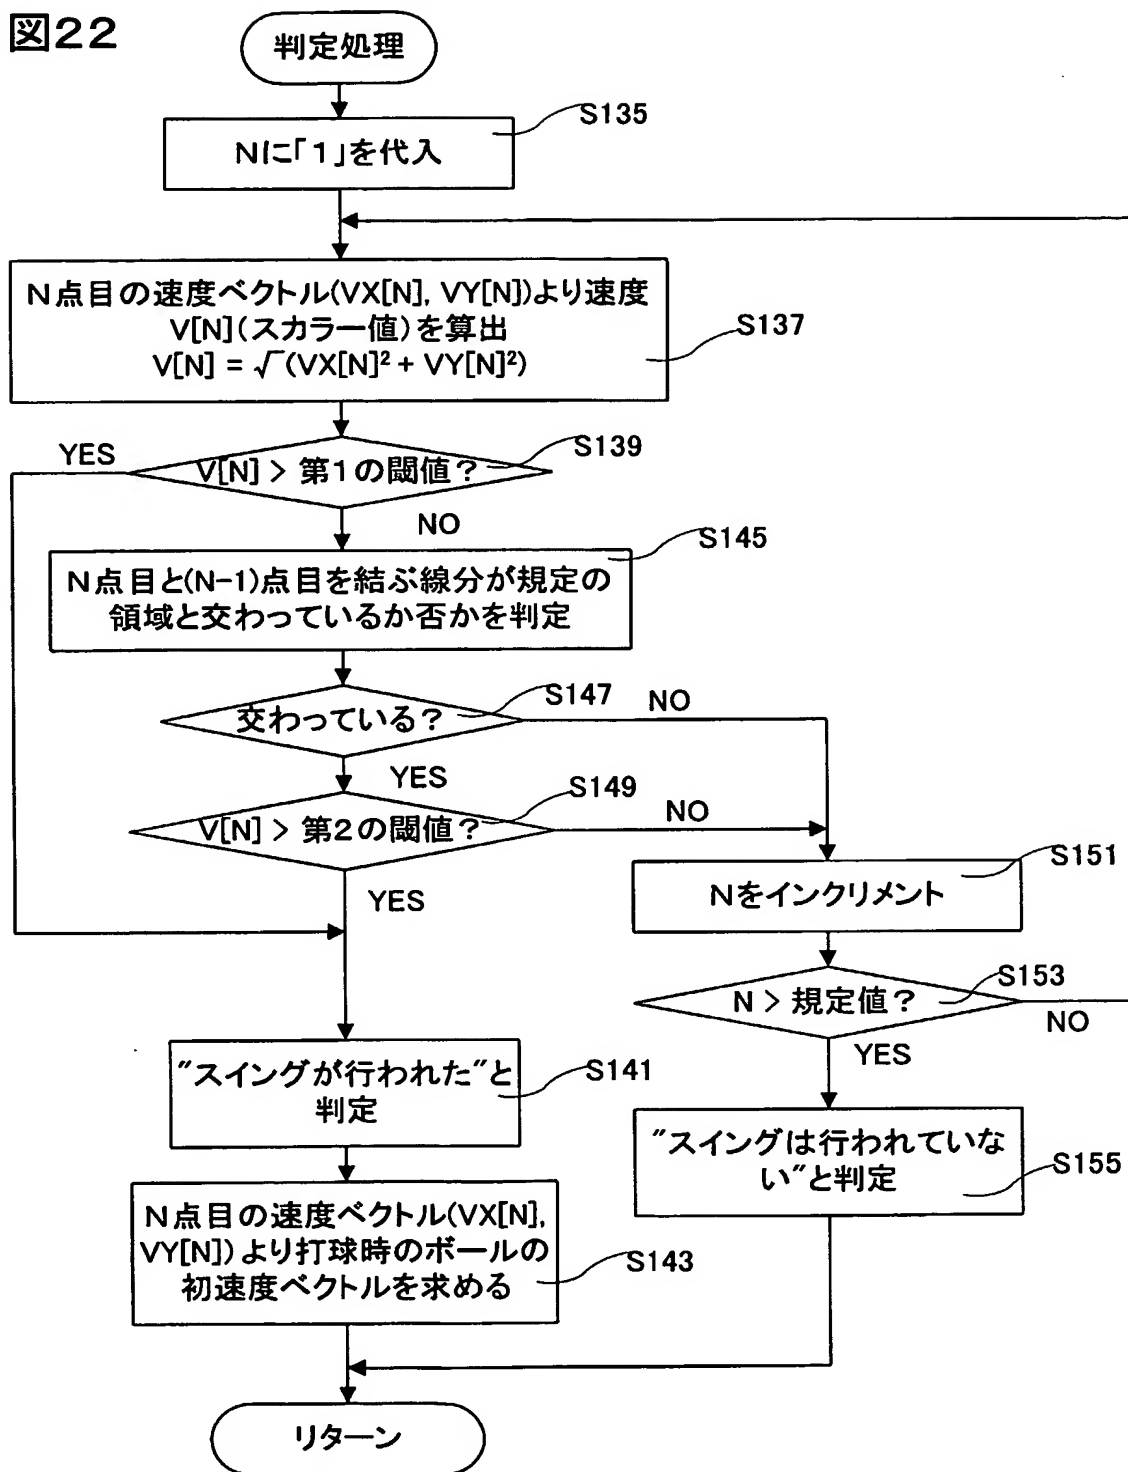 図22
判定処理
S135
Nに「1」を代入
N点目の速度ベクトル(VX[N], VY[N])より速度
V[N](スカラー値)を算出
V[N] = √(VX[N]² + VY[N]²)
S137
YES
V[N] > 第1の閾値?
S139
NO
S145
N点目と(N-1)点目を結ぶ線分が規定の
領域と交わっているか否かを判定
交わっている?
S147
NO
YES
V[N] > 第2の閾値?
S149
NO
YES
S151
Nをインクリメント
N > 規定値?
S153
NO
YES
"スイングが行われた"と
判定
S141
"スイングは行われていな
い"と判定
S155
N点目の速度ベクトル(VX[N],
VY[N])より打球時のボールの
初速度ベクトルを求める
S143
リターン